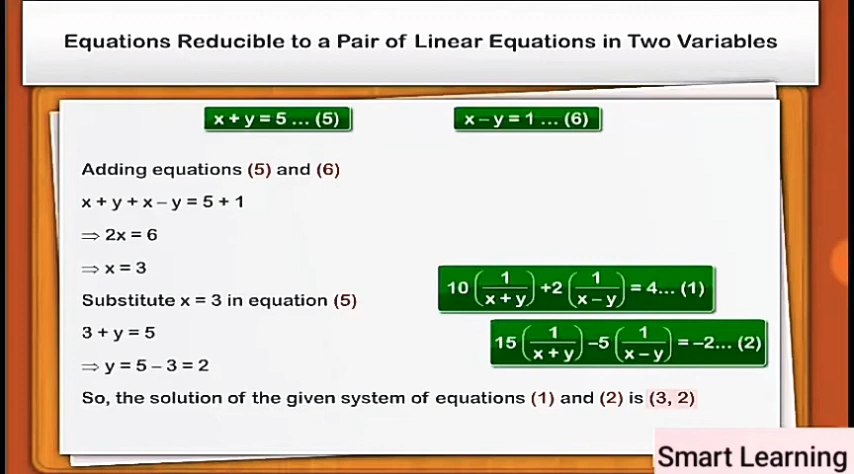 Equations Reducible to a Pair of Linear Equations in Two Variables
x + y = 5 ... (5)
x – y = 1 ... (6)
Adding equations (5) and (6)
x + y + x – y = 5 + 1
⇒ 2x = 6
⇒ x = 3
Substitute x = 3 in equation (5)
3 + y = 5
⇒ y = 5 – 3 = 2
10 (1/(x + y)) +2 (1/(x – y)) = 4... (1)
15 (1/(x + y)) –5 (1/(x – y)) = –2... (2)
So, the solution of the given system of equations (1) and (2) is (3, 2)
Smart Learning